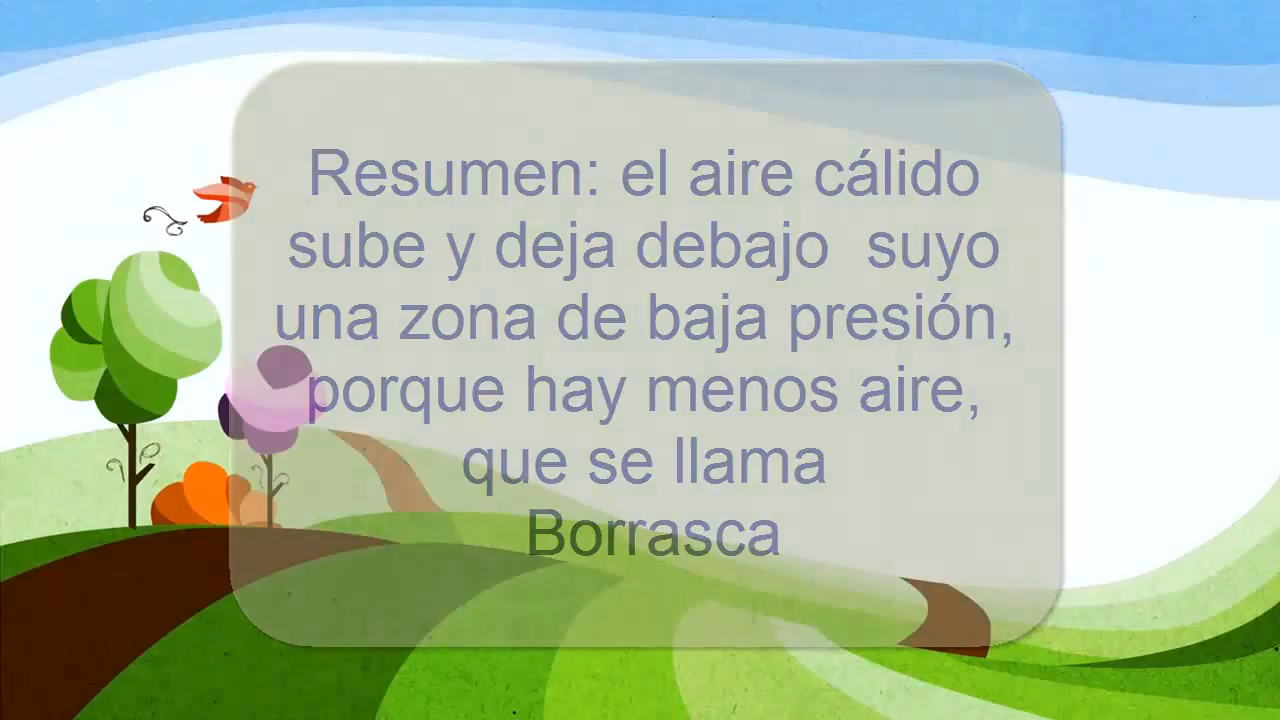 Resumen: el aire cálido
sube y deja debajo  suyo
una zona de baja presión,
porque hay menos aire,
que se llama
Borrasca